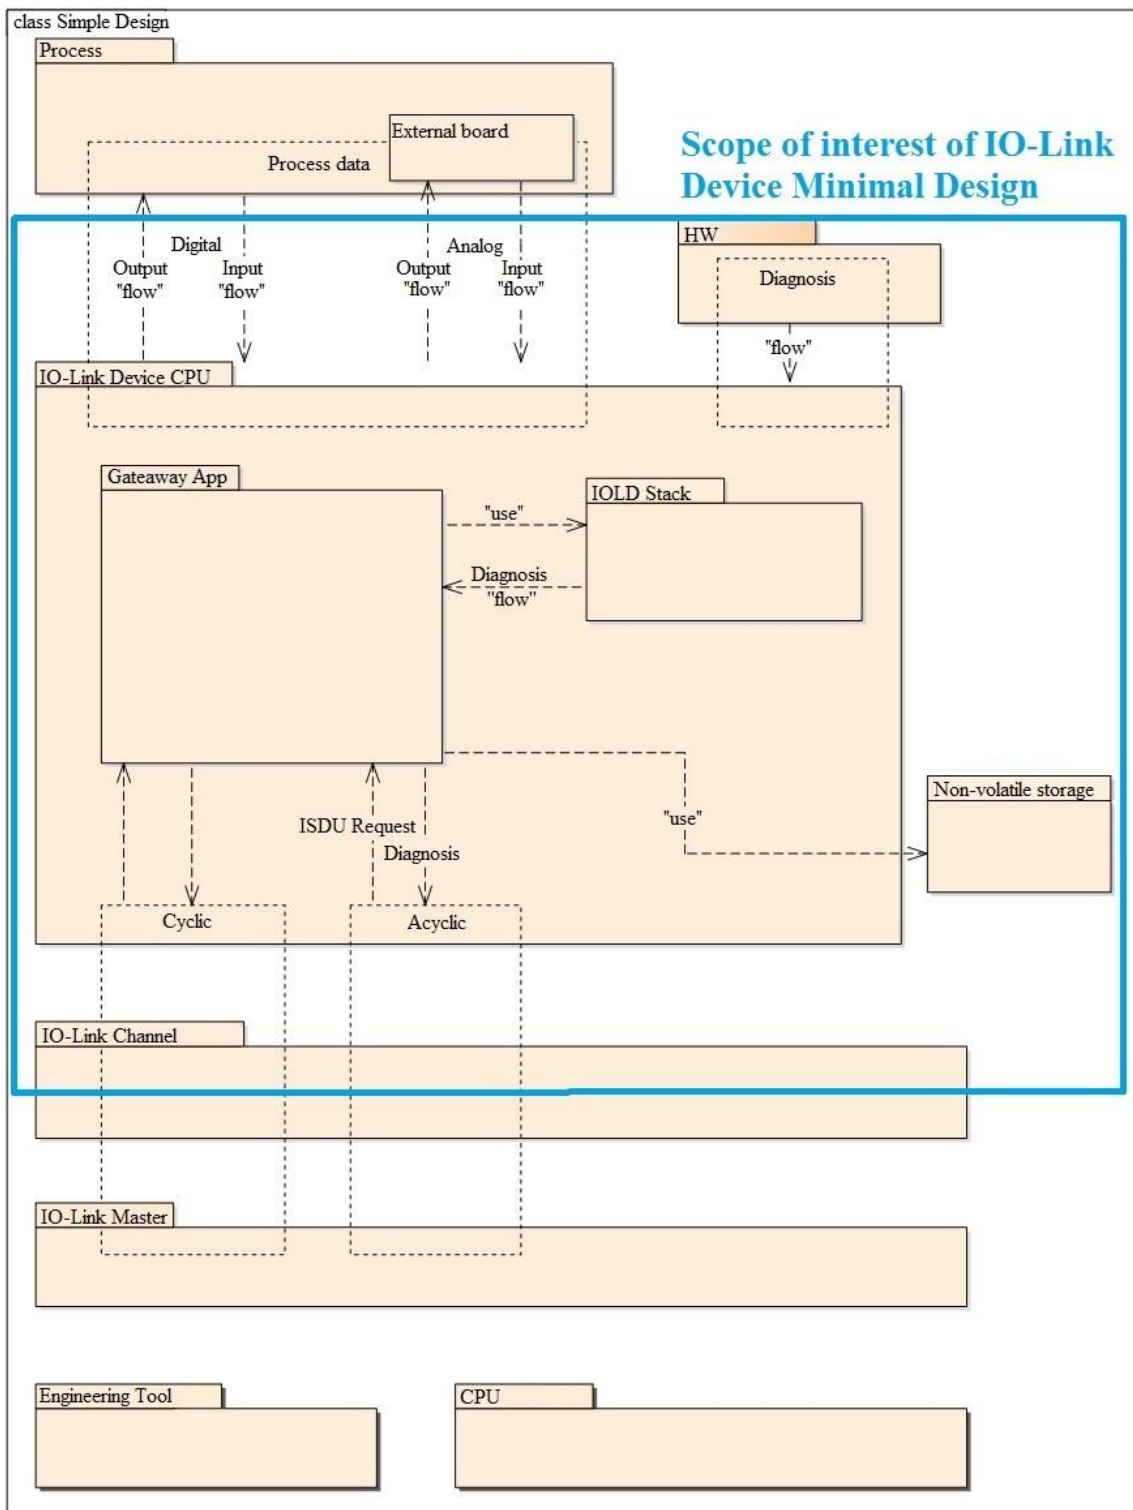 class Simple Design
Process
External board
Process data
Scope of interest of IO-Link
Device Minimal Design
HW
Digital
Analog
Output
"flow"
Input
"flow"
Output
"flow"
Input
"flow"
Diagnosis
"flow"
IO-Link Device CPU
Gateaway App
IOLD Stack
"use"
Diagnosis
"flow"
Non-volatile storage
"use"
ISDU Request
Diagnosis
Cyclic
Acyclic
IO-Link Channel
IO-Link Master
Engineering Tool
CPU